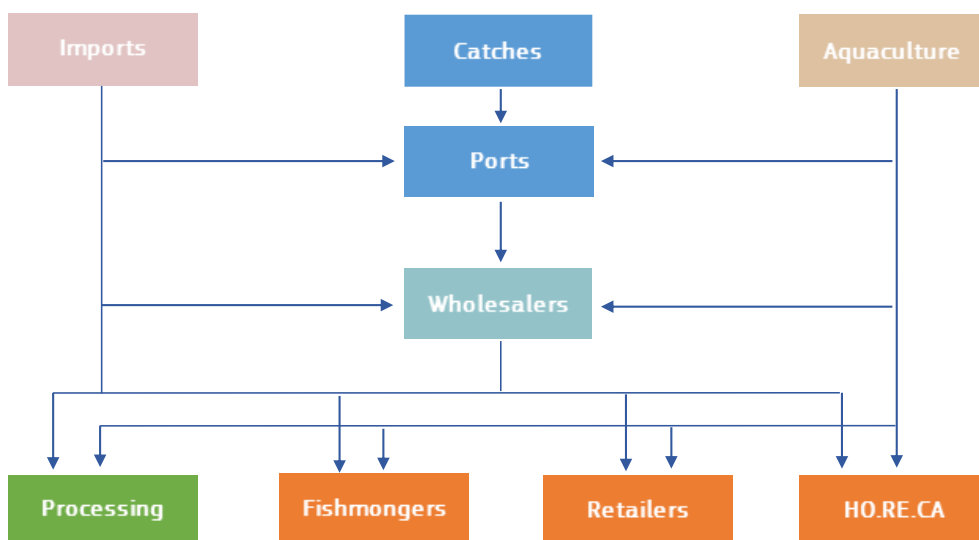 Imports
Catches
Aquaculture
Ports
Wholesalers
Processing
Fishmongers
Retailers
HO.RE.CA